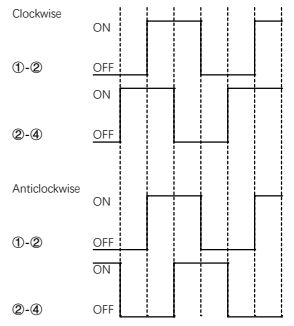 Clockwise
ON
①-② OFF
ON
②-④ OFF
Anticlockwise
ON
①-② OFF
ON
②-④ OFF